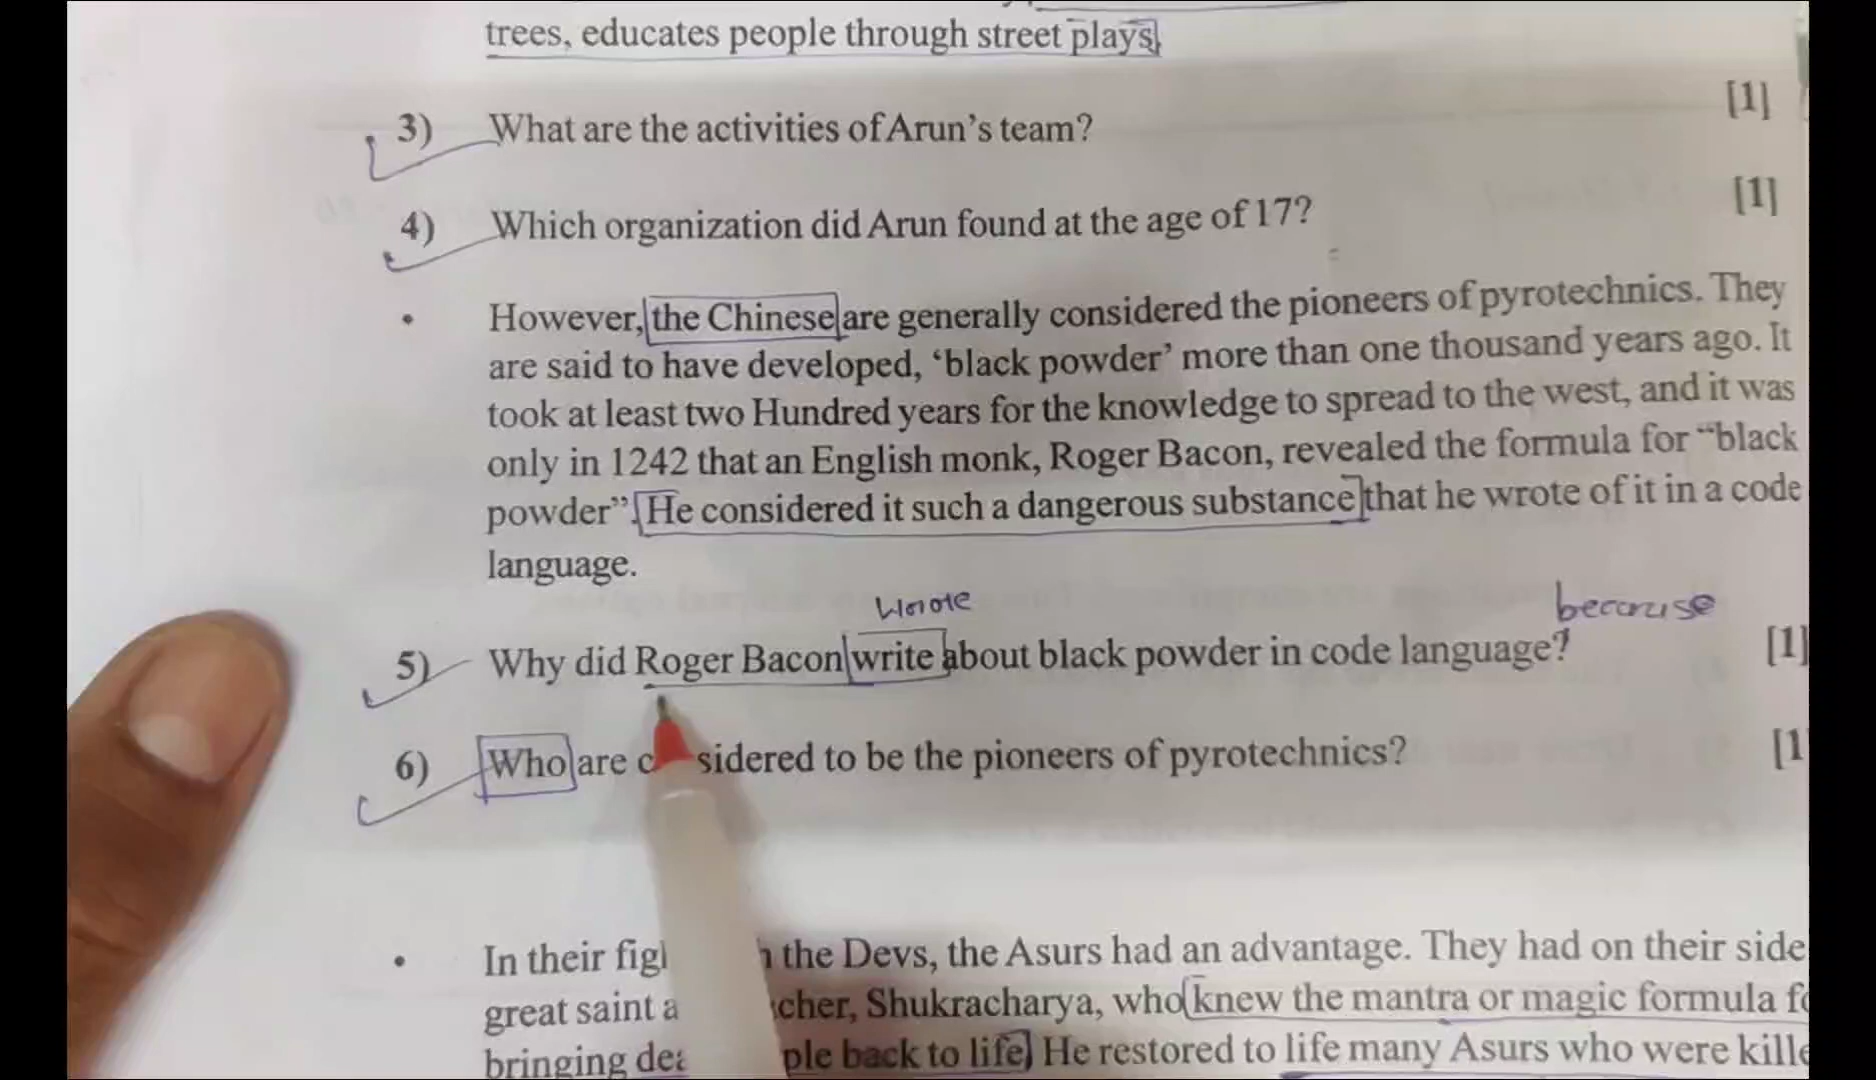 trees, educates people through street plays.
[1]
3) What are the activities of Arun's team?
[1]
4) Which organization did Arun found at the age of 17?
• However, the Chinese are generally considered the pioneers of pyrotechnics. They
are said to have developed, ‘black powder’ more than one thousand years ago. It
took at least two Hundred years for the knowledge to spread to the west, and it was
only in 1242 that an English monk, Roger Bacon, revealed the formula for “black
powder”. He considered it such a dangerous substance that he wrote of it in a code
language.
wrote because
5) Why did Roger Bacon write about black powder in code language? [1]
6) Who are sidered to be the pioneers of pyrotechnics? [1
• In their the Devs, the Asurs had an advantage. They had on their side
great saint a cher, Shukracharya, who knew the mantra or magic formula
bringing ple back to life. He restored to life many Asurs who were kille